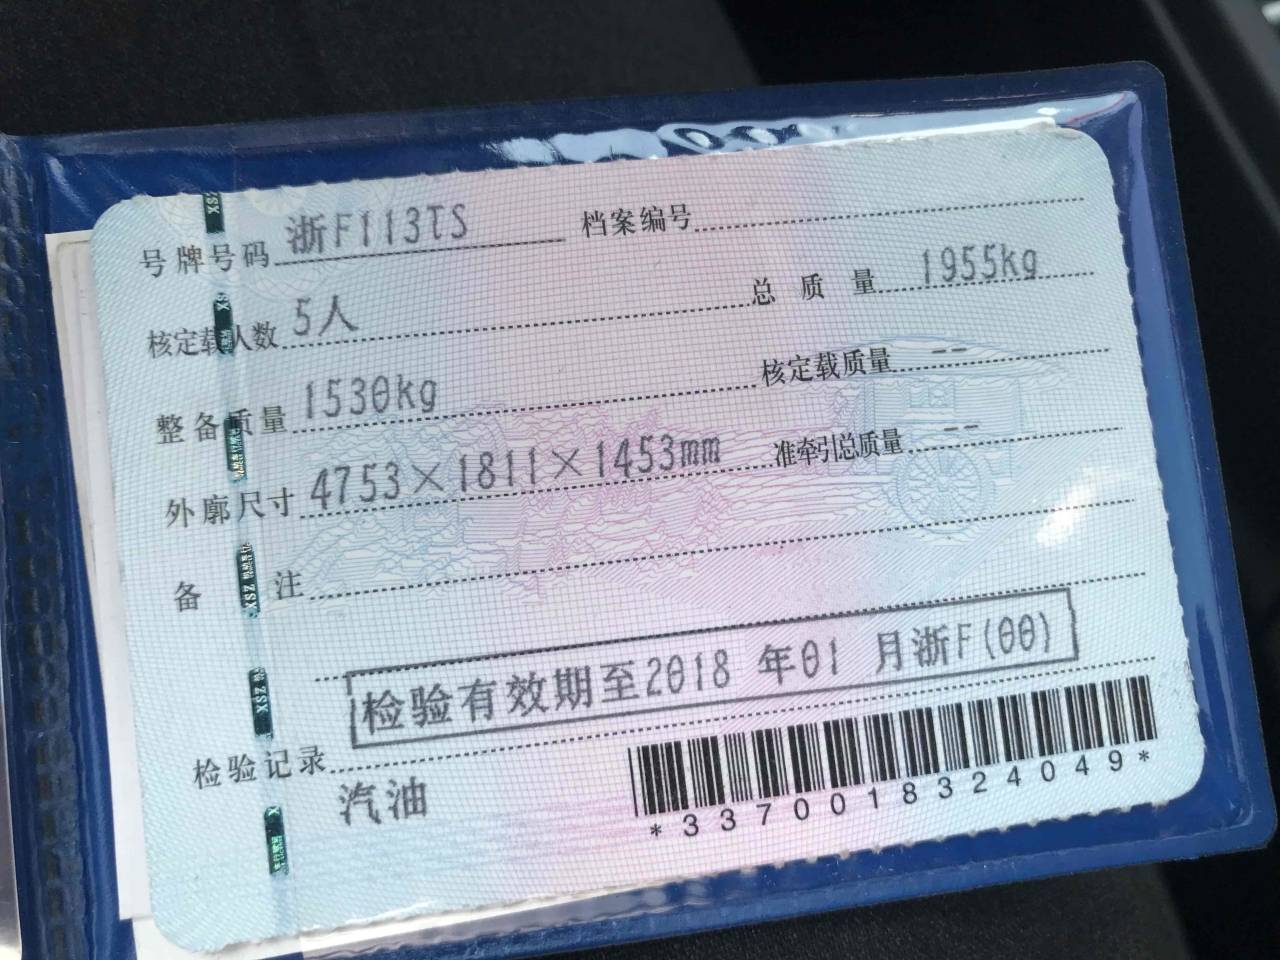 号牌号码 浙F113TS 档案编号
核定载人数 5人 总质量 1955kg
整备质量 1530kg 核定载质量 --
外廓尺寸 4753×1811×1453mm 准牵引总质量 --
备注
检验有效期至2018 年01 月浙F(00)
检验记录
汽油
*3370018324049*
XSZ